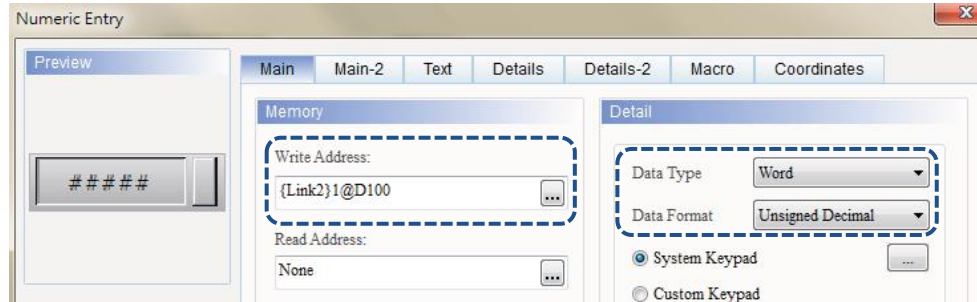 Numeric Entry
x
Preview
#####
Main Main-2 Text Details Details-2 Macro Coordinates
Memory
Write Address:
{Link2}1@D100
...
Read Address:
None
...
Detail
Data Type Word
Data Format Unsigned Decimal
System Keypad
...
Custom Keypad